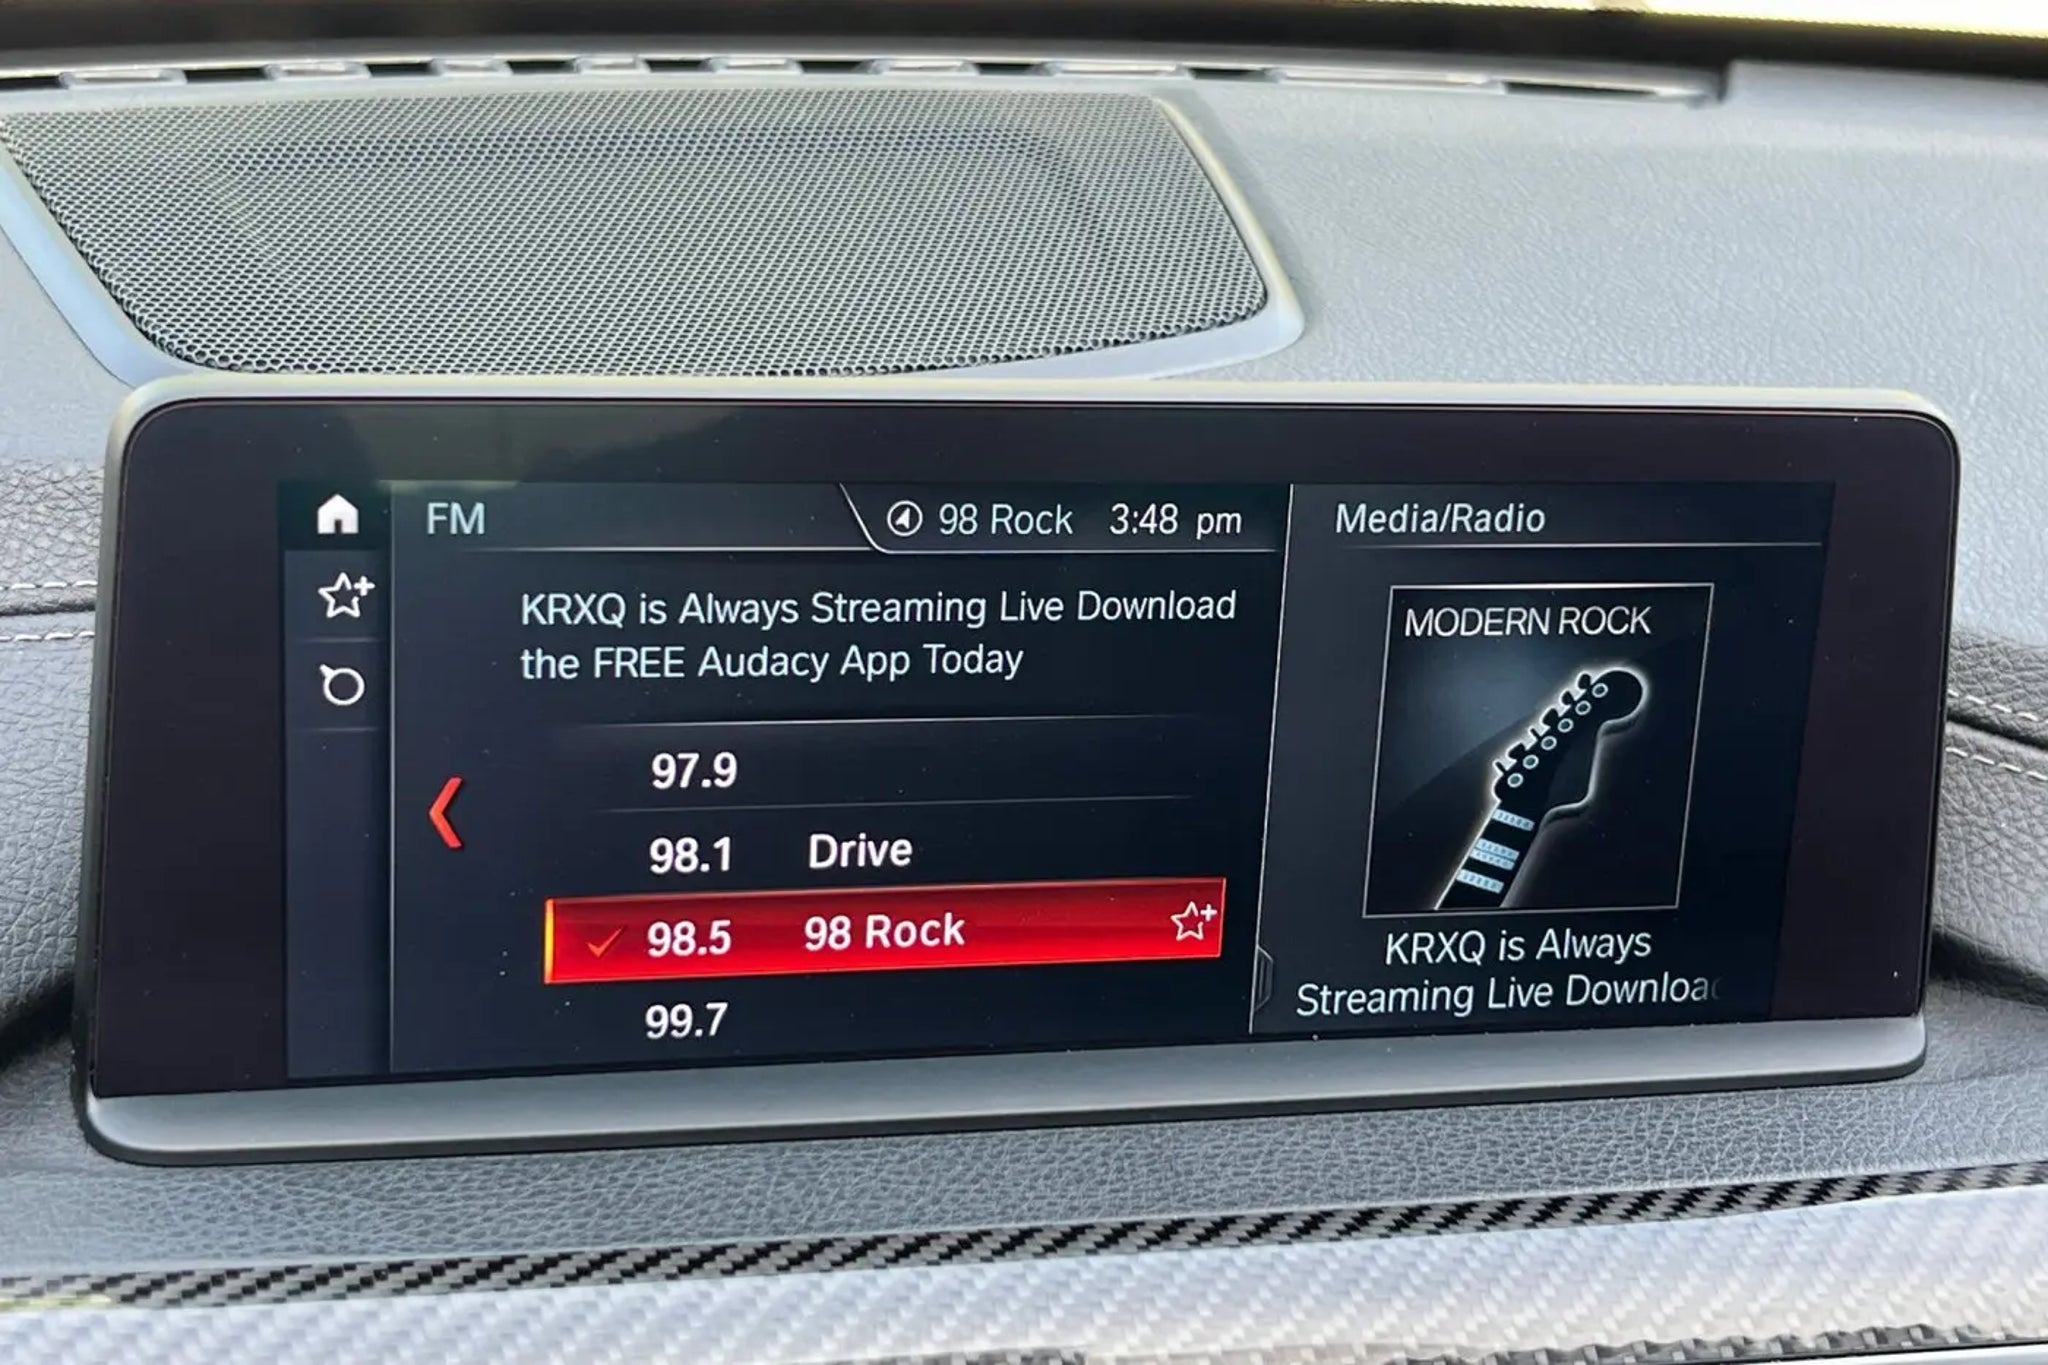 FM
98 Rock 3:48 pm
KRXQ is Always Streaming Live Download
the FREE Audacy App Today
97.9
98.1 Drive
98.5 98 Rock
99.7
Media/Radio
MODERN ROCK
KRXQ is Always
Streaming Live Downloa